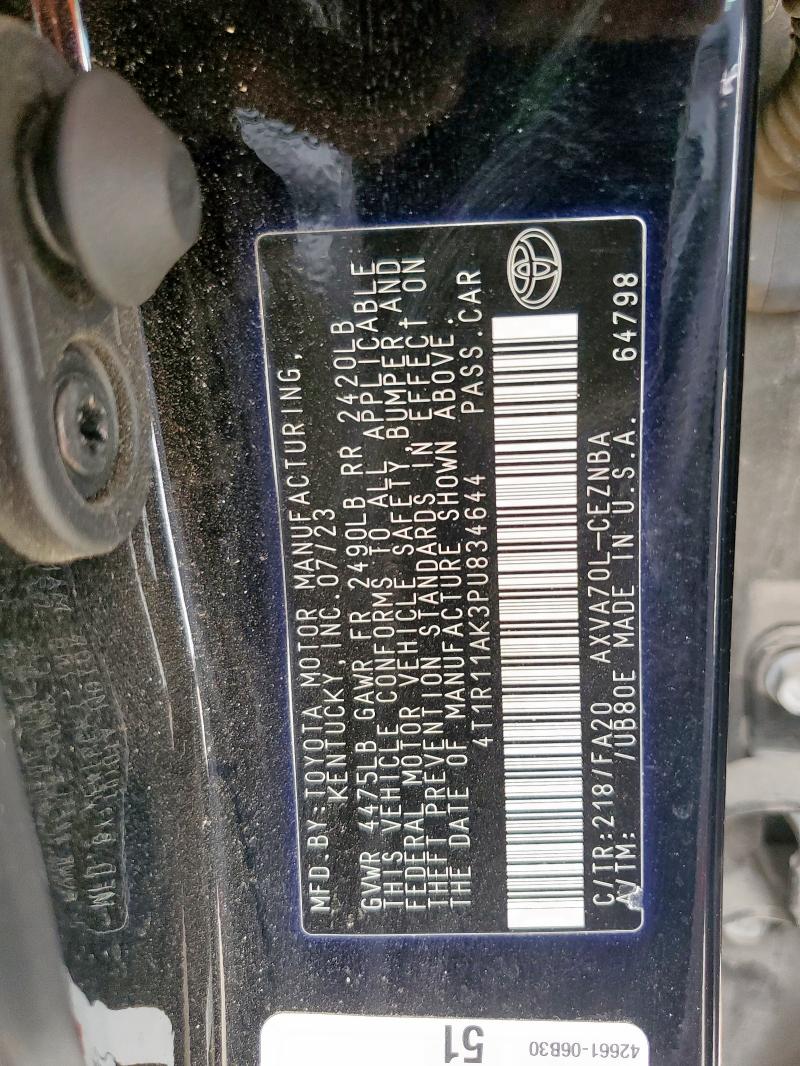 MFD.BY:TOYOTA MOTOR MANUFACTURING,
KENTUCKY,INC.07/23
GVWR 4475LB GAWR FR 2490LB RR 2420LB
THIS VEHICLE CONFORMS TO ALL APPLICABLE
FEDERAL MOTOR VEHICLE SAFETY, BUMPER AND
THEFT PREVENTION STANDARDS IN EFFECT ON
THE DATE OF MANUFACTURE SHOWN ABOVE.
4T1R11AK3PU834644 PASS.CAR
C/TR:218/FA20 AXVA70L-CEZNBA
A/TM: /UB80E MADE IN U.S.A. 64798
51
42661-06B30